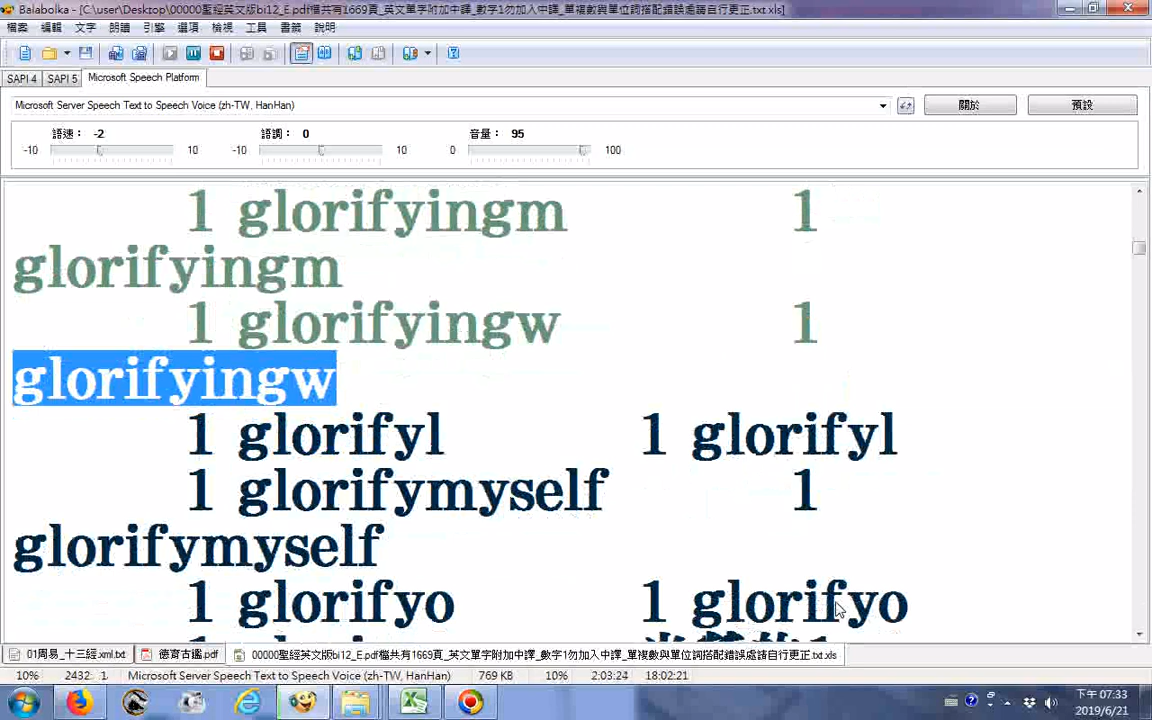 Balabolka - [C:\user\Desktop\00000聖經英文版bi12_E.pdf檔共有1669頁_英文單字附加中譯_數字1勿加入中譯_單複數與單位詞搭配錯誤處請自行更正.txt.xls]
檔案 編輯 文字 朗讀 引擎 選項 檢視 工具 書籤 說明
SAPI 4 SAPI 5 Microsoft Speech Platform
Microsoft Server Speech Text to Speech Voice (zh-TW, HanHan) 關於 預設
語速： -2 語調： 0 音量： 95
-10 10 -10 10 0 100
1 glorifyingm 1
glorifyingm
1 glorifyingw 1
glorifyingw
1 glorifyl 1 glorifyl
1 glorifymyself 1
glorifymyself
1 glorifyo 1 glorifyo
01周易_十三經.xml.txt 德育古鑑.pdf 00000聖經英文版bi12_E.pdf檔共有1669頁_英文單字附加中譯_數字1勿加入中譯_單複數與單位詞搭配錯誤處請自行更正.txt.xls
10% 2432: 1 Microsoft Server Speech Text to Speech Voice (zh-TW, HanHan) 769 KB 10% 2:03:24 18:02:21
下午 07:33
2019/6/21